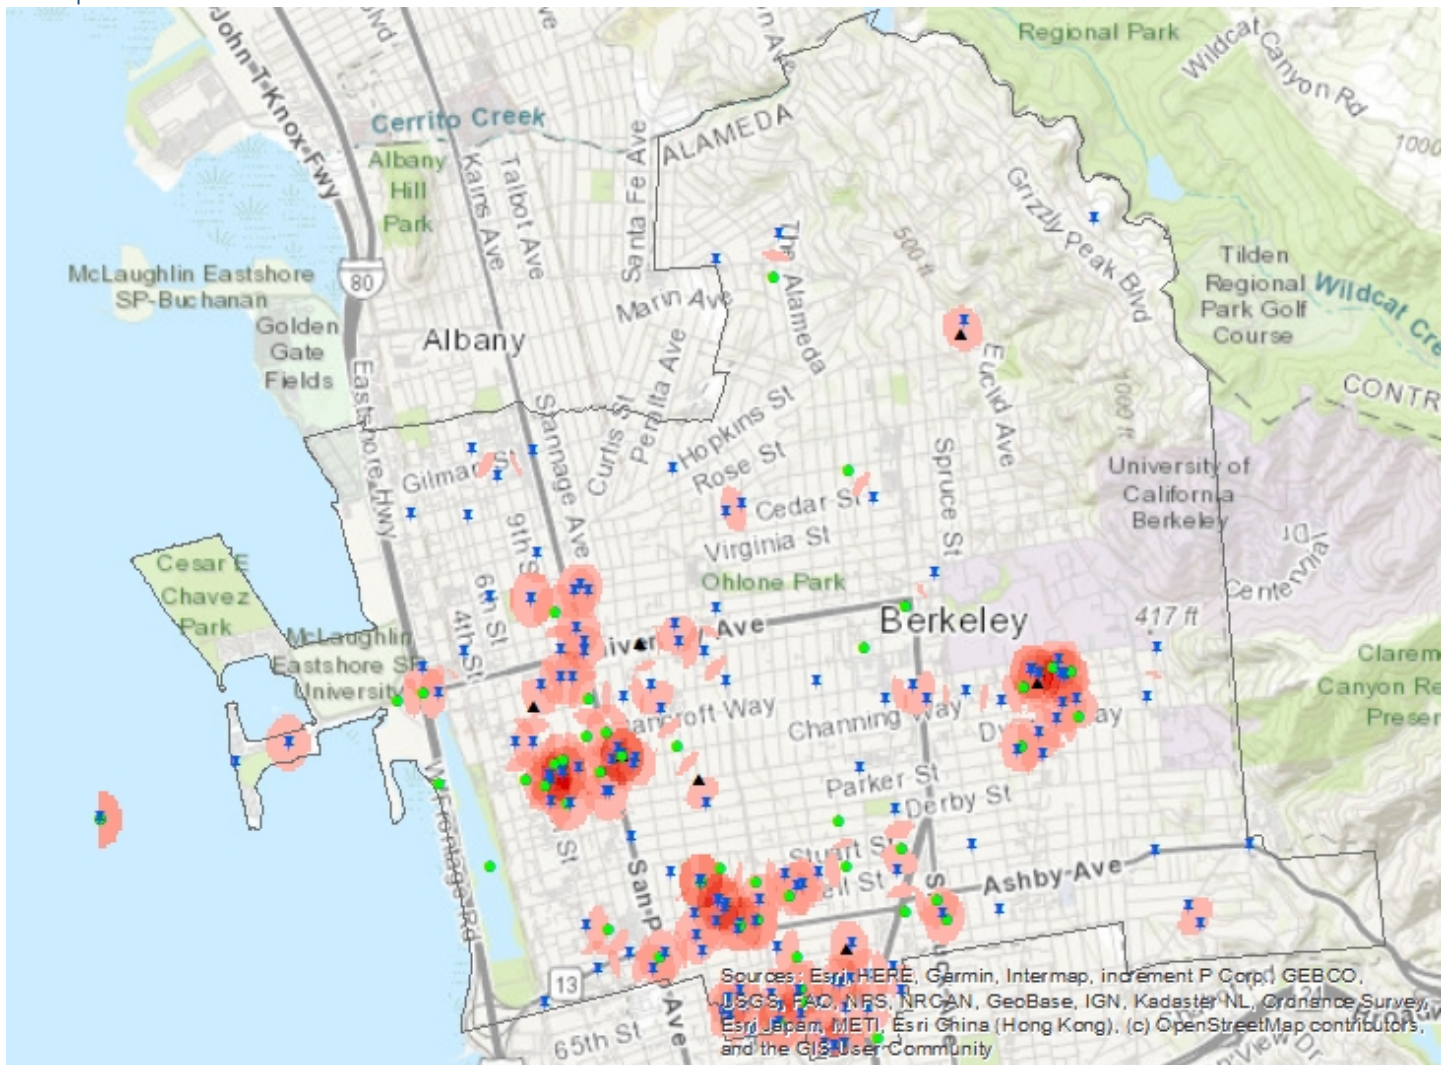 Regional Park
Wildcat
Canyon Rd
John-T-Knox-Fwy
Cerrito Creek
ALAMEDA
1000
Albany
Hill
Park
Kains Ave
Talbot Ave
Santa Fe Ave
Grizzly Peak Blvd
500 ft
The Alameda
Tilden
Regional
Park Golf
Course
Wildcat Cre
McLaughlin Eastshore
SP-Buchanan
80
Marin Ave
Golden
Gate
Fields
Albany
Peralta Ave
Euclid Ave
1000 ft
CONTR
Eastshore Hwy
Sannage Ave
Curtis St
Hopkins St
Rose St
Spruce St
Gilman St
University of
California
Berkeley
Cedar St
9th S
Virginia St
Centennial
Dr
Cesar E
Chavez
Park
6th St
4th St
Ohlone Park
Berkeley
417 ft
McLaughlin
Eastshore SP
University
Ave
Claremo
Canyon Re
Preser
Bancroft Way
Channing Way
Parker St
Derby St
W Frontage Rd
Stuart St
Ashby Ave
San P
Ave
13
65th St
24
Sources: Esri, HERE, Garmin, Intermap, increment P Corp., GEBCO,
USGS, FAO, NPS, NRCAN, GeoBase, IGN, Kadaster NL, Ordnance Survey,
Esri Japan, METI, Esri China (Hong Kong), (c) OpenStreetMap contributors,
and the GIS User Community